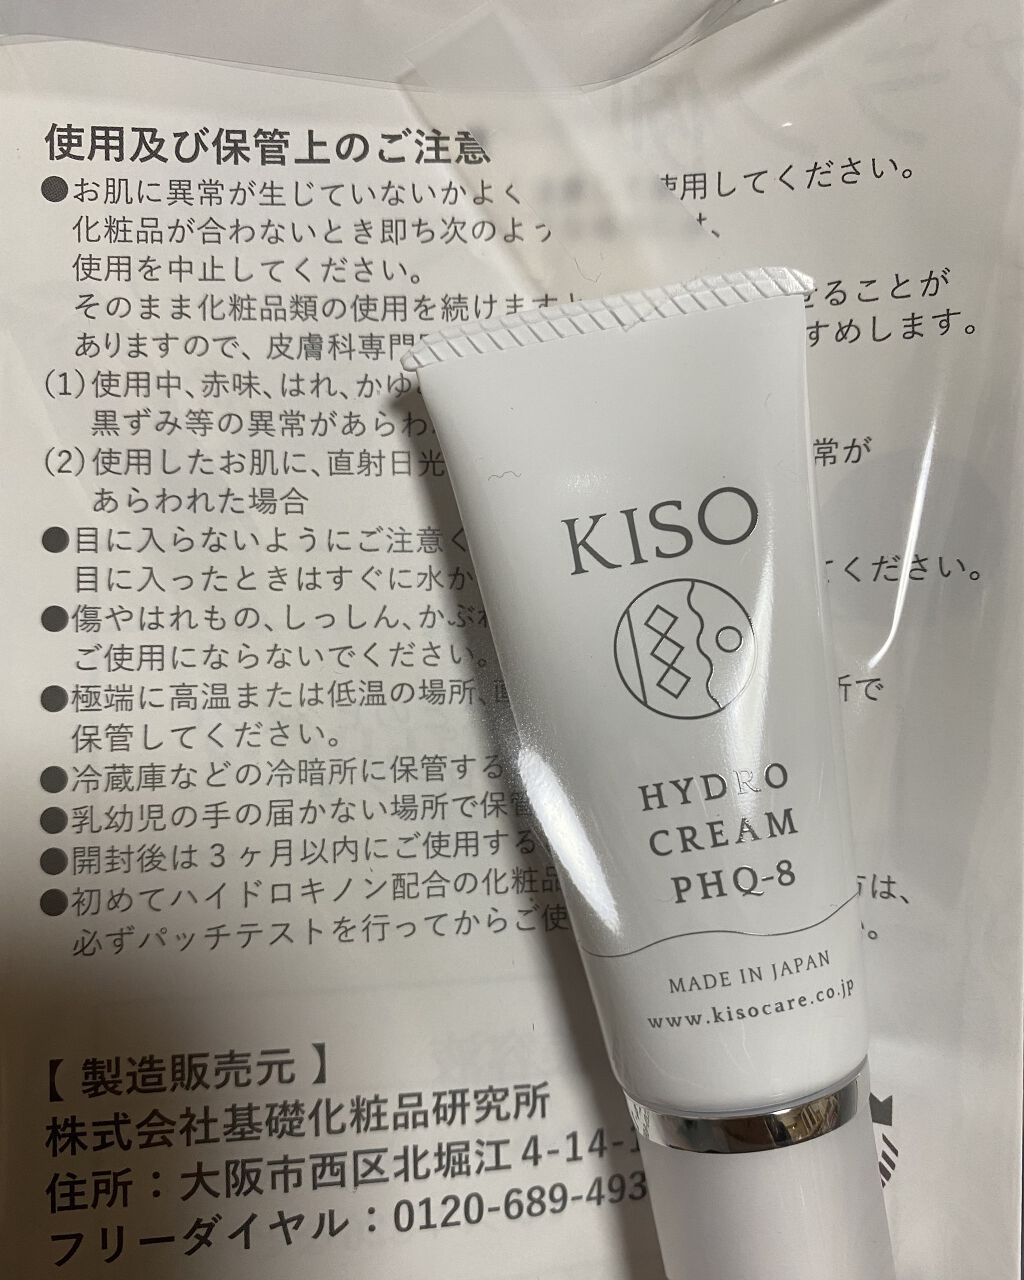 使用及び保管上のご注意
●お肌に異常が生じていないかよく 使用してください。
化粧品が合わないとき即ち次のよう は、
使用を中止してください。
そのまま化粧品類の使用を続けますと ることが
ありますので、皮膚科専門 すめします。
(1)使用中、赤味、はれ、かゆ
黒ずみ等の異常があらわ
(2)使用したお肌に、直射日光 常が
あらわれた場合
●目に入らないようにご注意く
目に入ったときはすぐに水か てください。
●傷やはれもの、しっしん、かぶれ
ご使用にならないでください。
●極端に高温または低温の場所、直 所で
保管してください。
●冷蔵庫などの冷暗所に保管する
●乳幼児の手の届かない場所で保管
●開封後は3ヶ月以内にご使用する
●初めてハイドロキノン配合の化粧品 方は、
必ずパッチテストを行ってからご使 。
【 製造販売元 】
株式会社基礎化粧品研究所
住所：大阪市西区北堀江4-14-1
フリーダイヤル：0120-689-493
KISO
HYDRO
CREAM
PHQ-8
MADE IN JAPAN
www.kisocare.co.jp